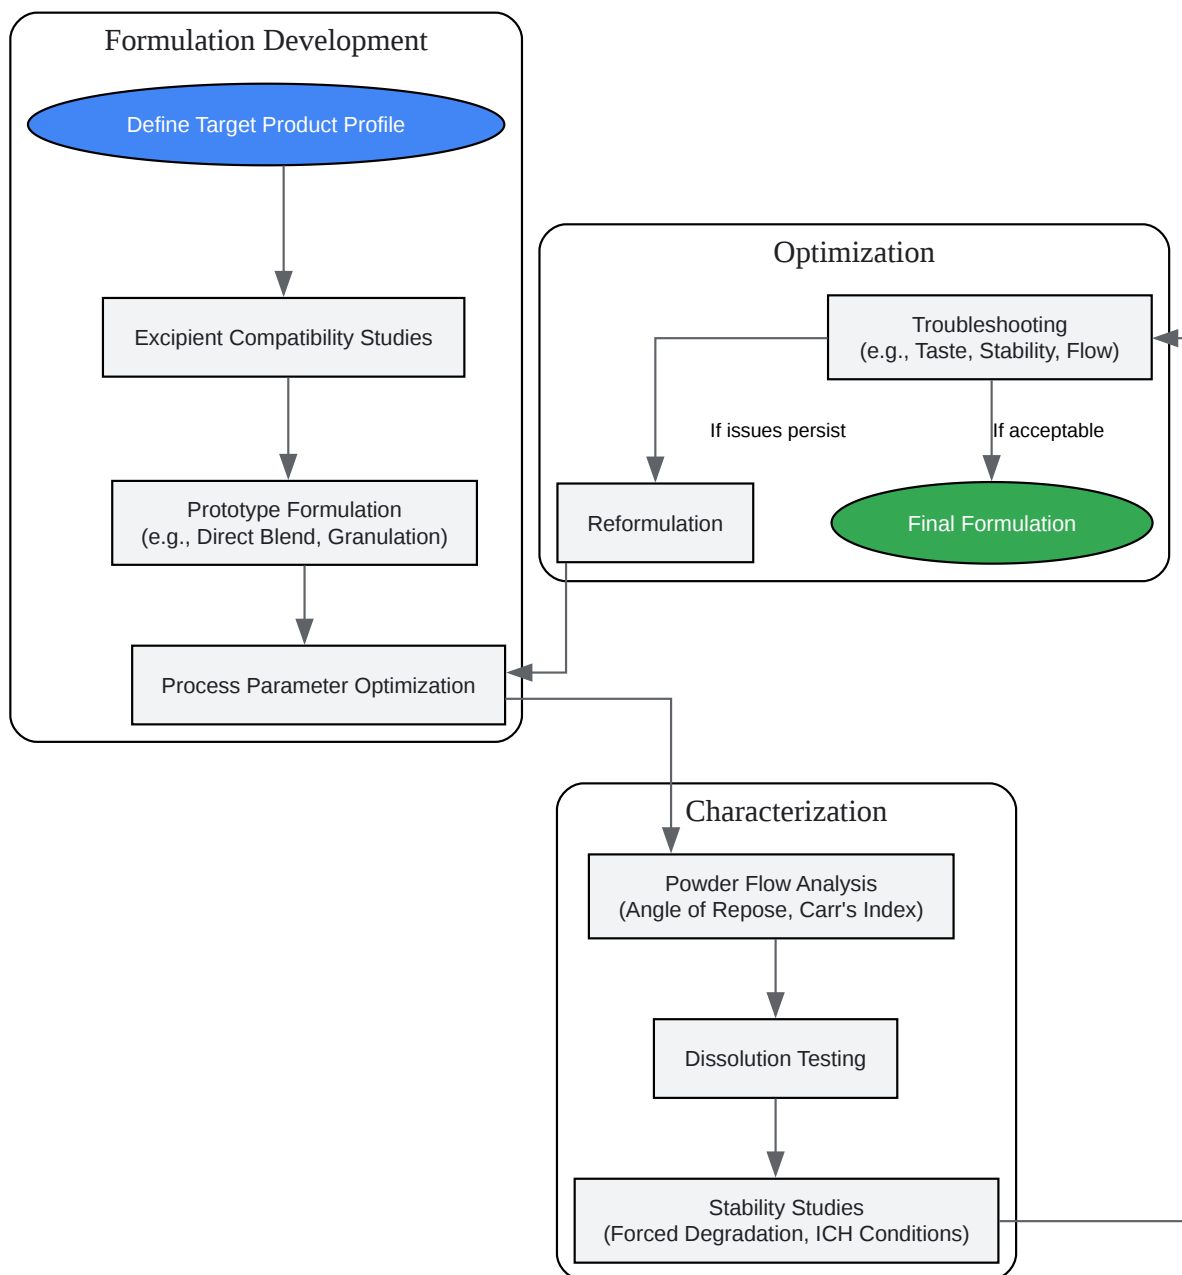 Formulation Development
Define Target Product Profile
Excipient Compatibility Studies
Prototype Formulation
(e.g., Direct Blend, Granulation)
Process Parameter Optimization
Optimization
Troubleshooting
(e.g., Taste, Stability, Flow)
If issues persist
If acceptable
Reformulation
Final Formulation
Characterization
Powder Flow Analysis
(Angle of Repose, Carr's Index)
Dissolution Testing
Stability Studies
(Forced Degradation, ICH Conditions)